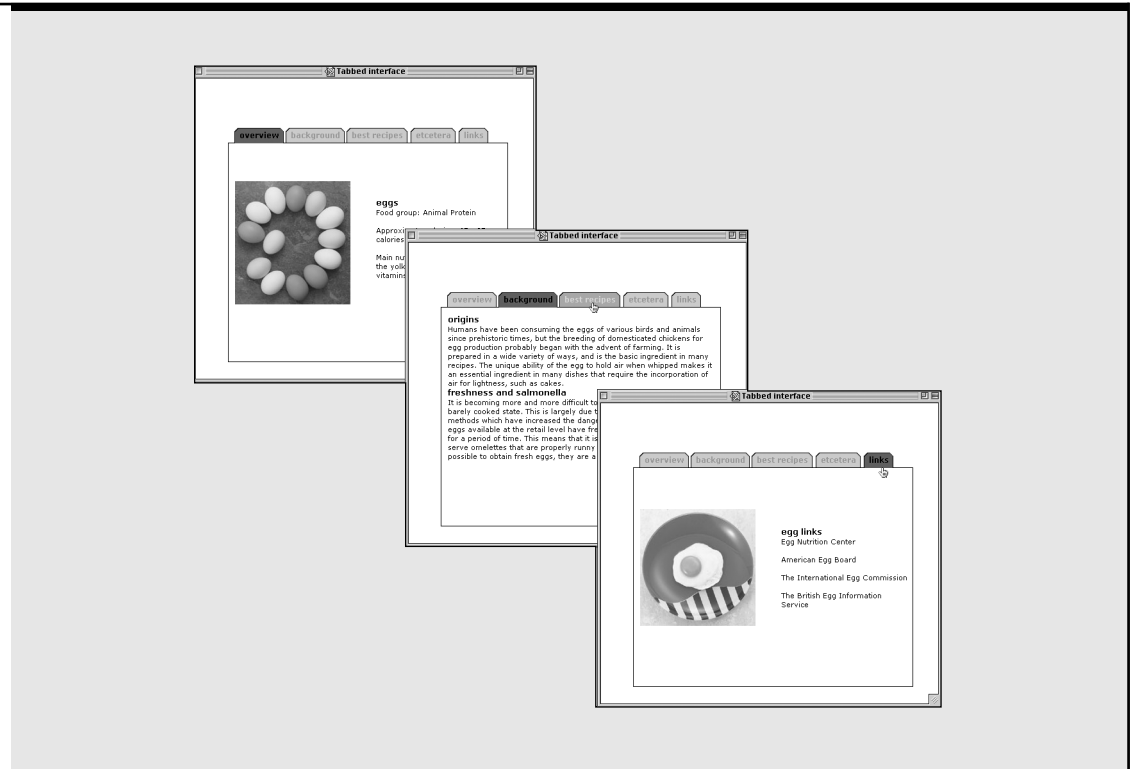 Tabbed interface
overview background best recipes etcetera links
eggs
Food group: Animal Protein
calories
Main nu
the yolk
vitamins
Tabbed interface
overview background best recipes etcetera links
origins
Humans have been consuming the eggs of various birds and animals
since prehistoric times, but the breeding of domesticated chickens for
egg production probably began with the advent of farming. It is
prepared in a wide variety of ways, and is the basic ingredient in many
recipes. The unique ability of the egg to hold air when whipped makes it
an essential ingredient in many dishes that require the incorporation of
air for lightness, such as cakes.
freshness and salmonella
It is becoming more and more difficult to
barely cooked state. This is largely due t
methods which have increased the dange
eggs available at the retail level have fre
for a period of time. This means that it is
serve omelettes that are properly runny
possible to obtain fresh eggs, they are a
Tabbed interface
overview background best recipes etcetera links
egg links
Egg Nutrition Center
American Egg Board
The International Egg Commission
The British Egg Information
Service